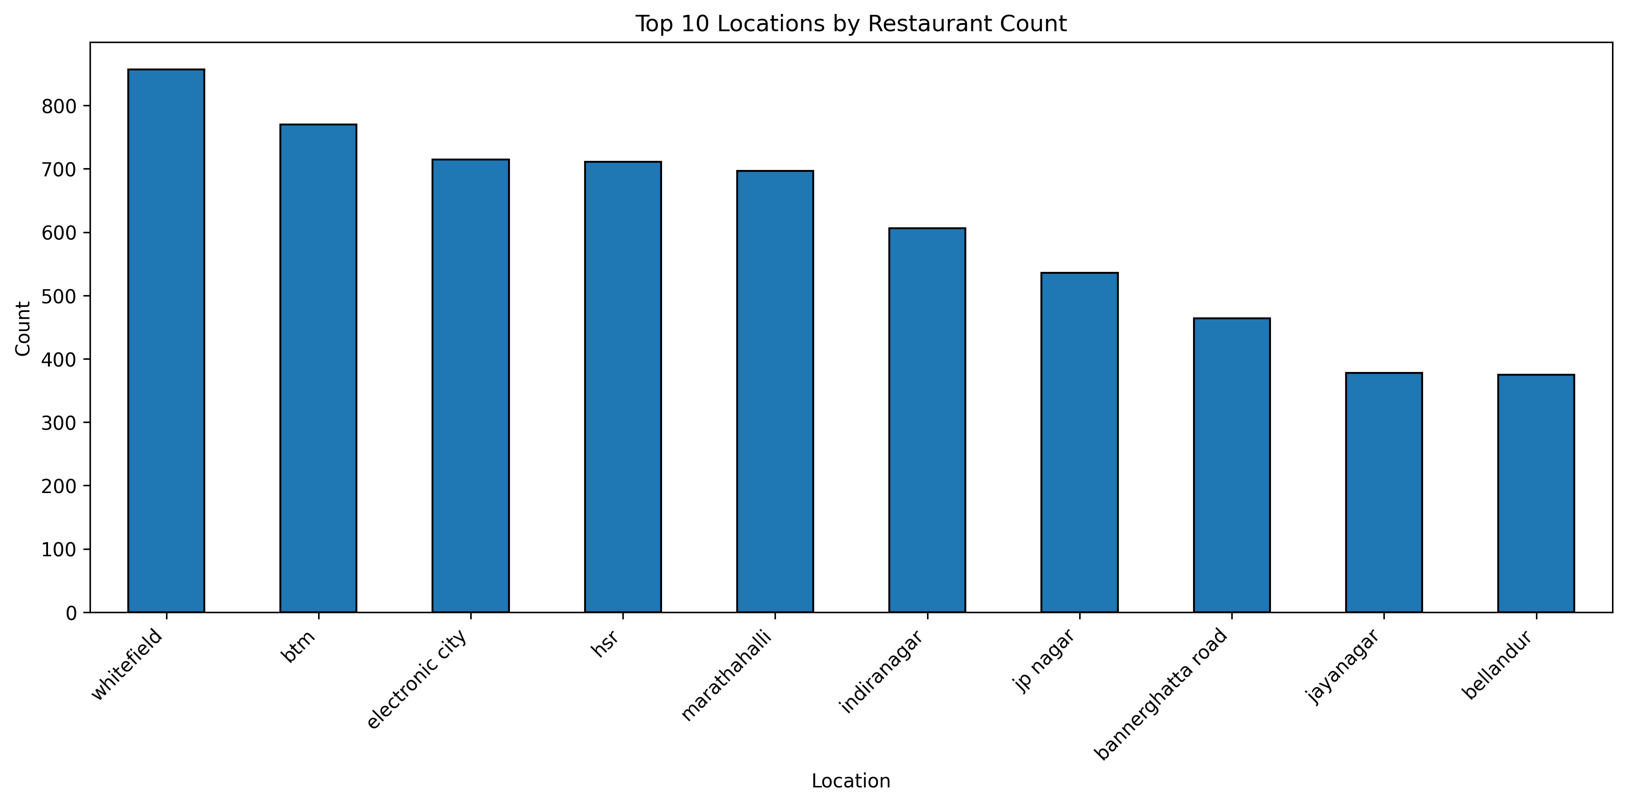 Top 10 Locations by Restaurant Count
Count
800
700
600
500
400
300
200
100
0
whitefield
btm
electronic city
hsr
marathahalli
indiranagar
jp nagar
bannerghatta road
jayanagar
bellandur
Location